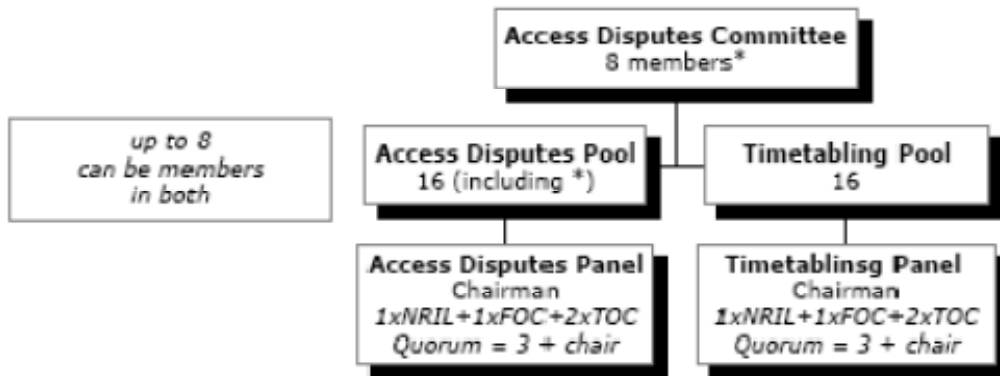 Access Disputes Committee
8 members*
up to 8
can be members
in both
Access Disputes Pool
16 (including *)
Timetabling Pool
16
Access Disputes Panel
Chairman
1xNRIL+1xFOC+2xTOC
Quorum = 3 + chair
Timetablinsg Panel
Chairman
1xNRIL+1xFOC+2xTOC
Quorum = 3 + chair